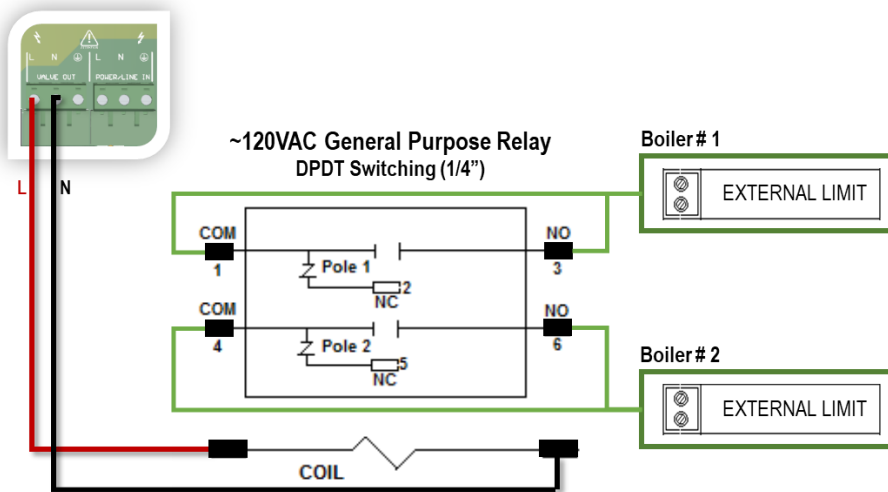 L N L N
VALVE OUT POWER/LINE IN
L N
~120VAC General Purpose Relay
DPDT Switching (1/4”)
Boiler # 1
EXTERNAL LIMIT
COM NO
1 3
Pole 1
2
NC
COM NO
4 6
Pole 2
5
NC
Boiler # 2
EXTERNAL LIMIT
COIL